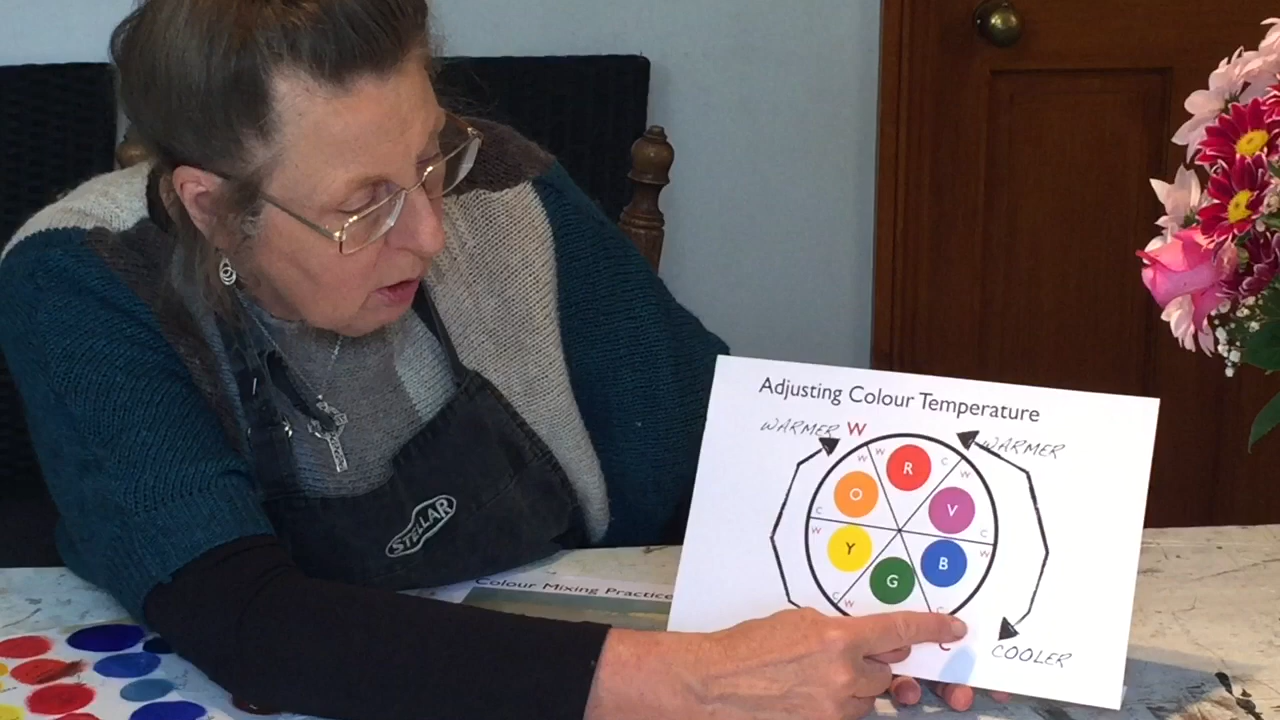 Adjusting Colour Temperature
WARMER W
WARMER
W W C
R
W
O
V
C
C
W
W
Y
B
G
C W
C
C
COOLER
STELLAR
Colour Mixing Practice